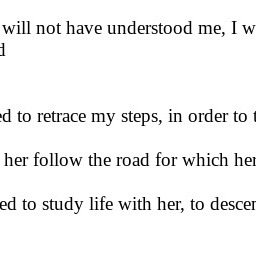 will not have understood me, I w
d
ed to retrace my steps, in order to t
her follow the road for which her
ed to study life with her, to descen